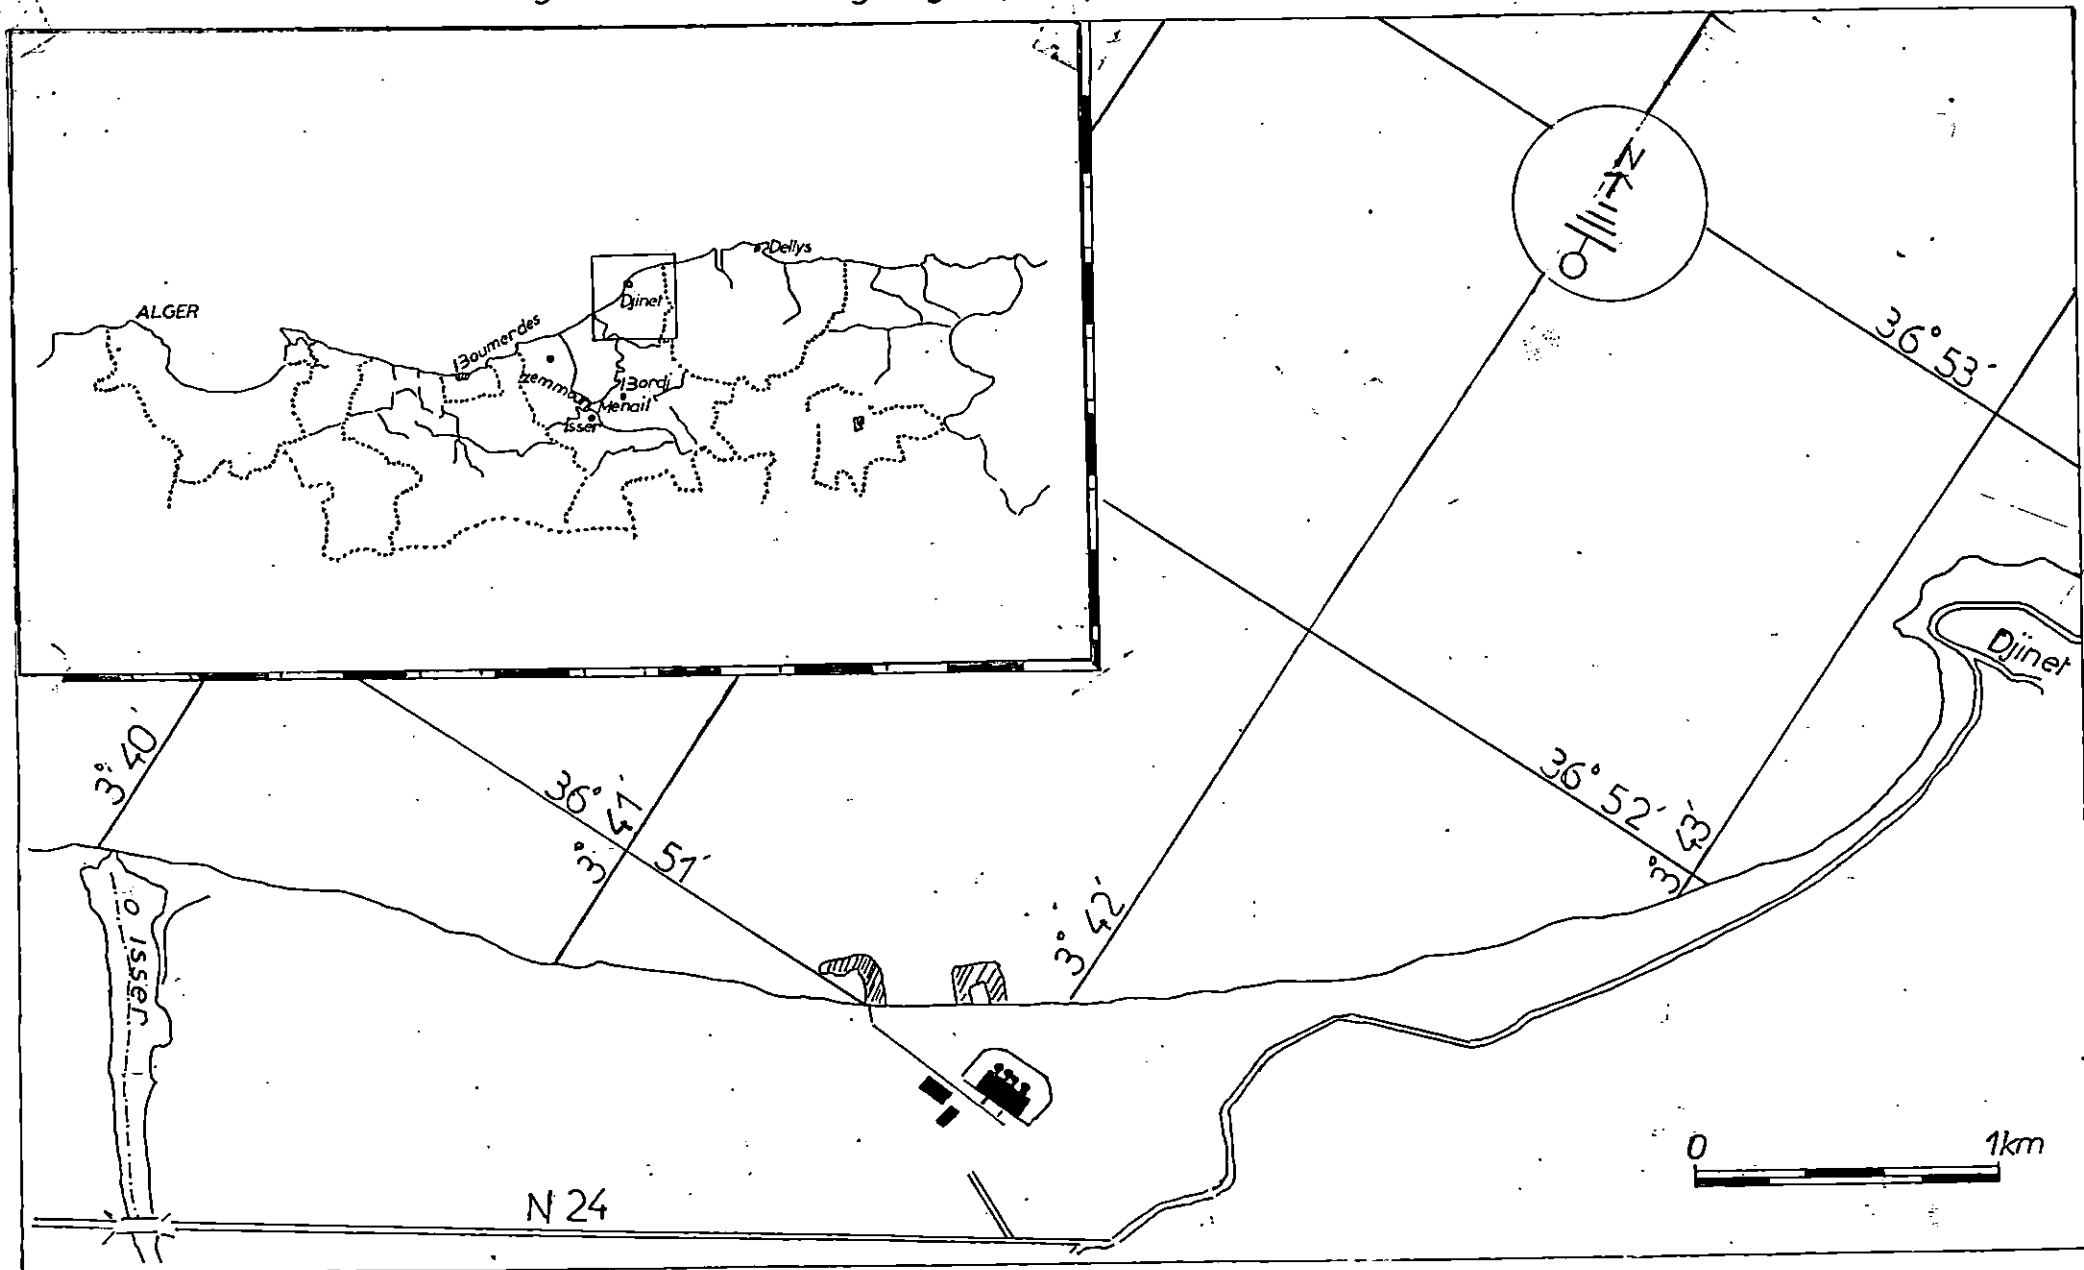 ALGER
Dellys
Djinet
Boumerdes
Zemmouri
Bordj
Menail
Isser
N
36° 53'
Djinet
3° 40'
36° 51'
3° 41'
36° 52'
3° 43'
3° 42'
O Isser
0 1km
N 24